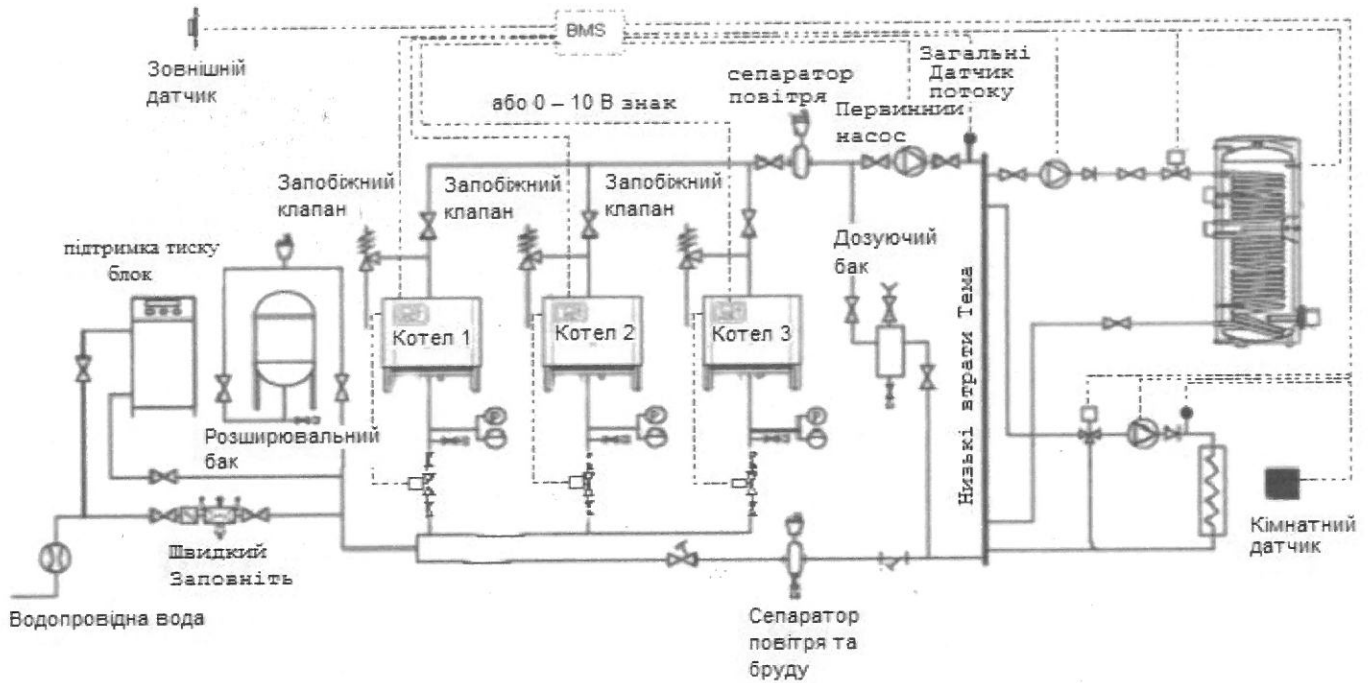 BMS
Зовнішній
датчик
або 0 – 10 В знак
сепаратор
повітря
Загальні
Датчик
потоку
Первинний
насос
Запобіжний
клапан
Запобіжний
клапан
Запобіжний
клапан
підтримка тиску
блок
Дозуючий
бак
Котел 1
Котел 2
Котел 3
Низькі втрати Тема
P
P
P
Розширювальний
бак
Швидкий
Заповніть
Водопровідна вода
Сепаратор
повітря та
бруду
Кімнатний
датчик